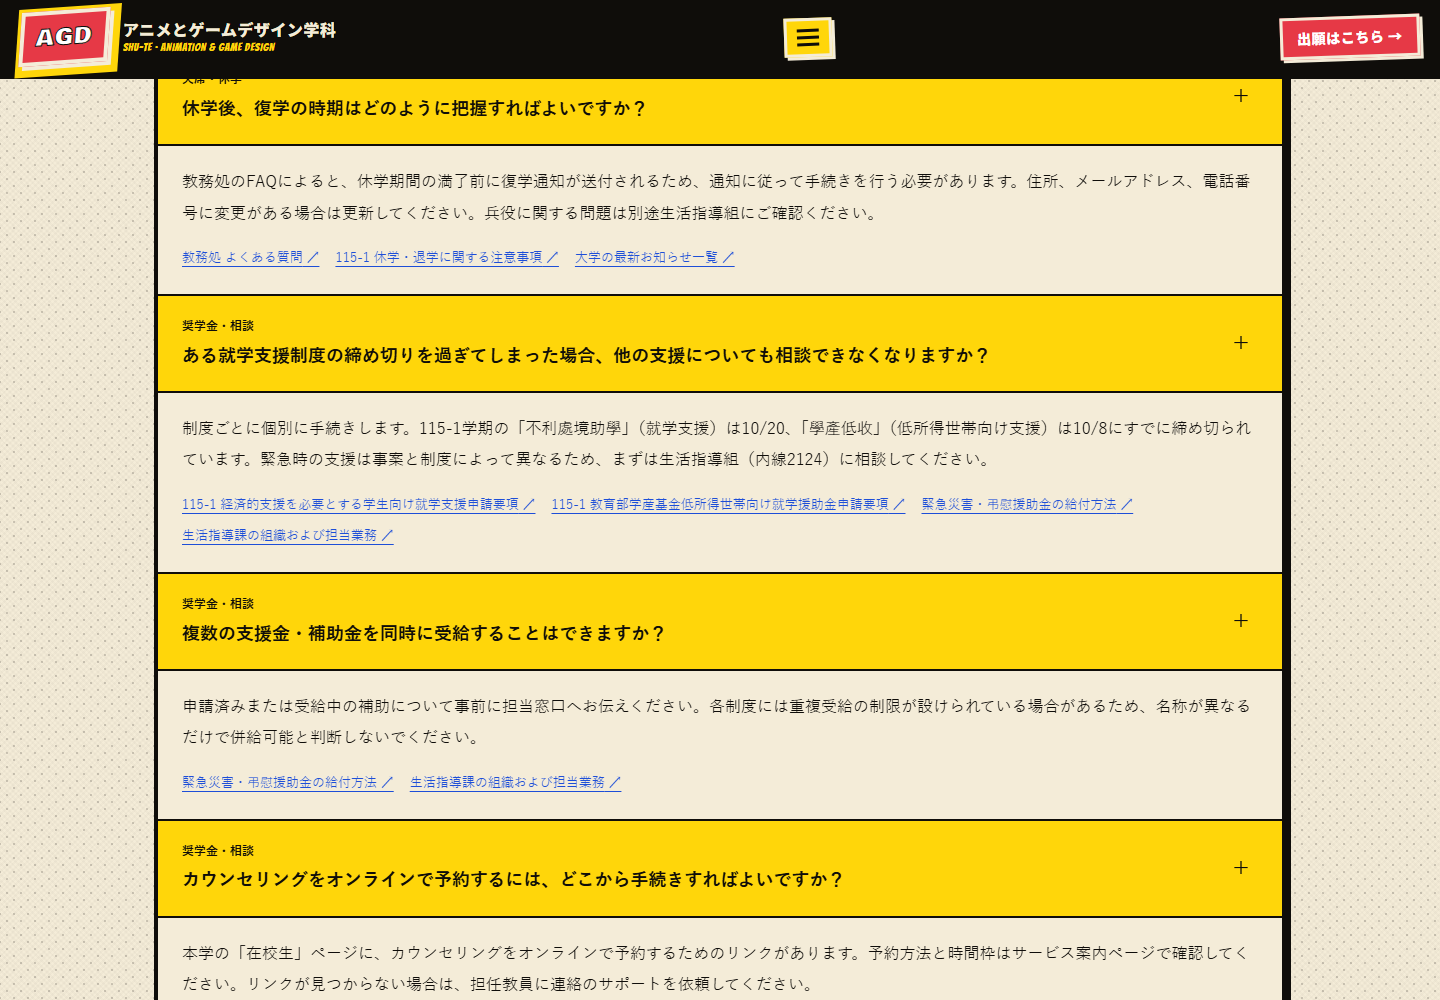 AGD
アニメとゲームデザイン学科
SHU-TE · ANIMATION & GAME DESIGN
出願はこちら →
休学後、復学の時期はどのように把握すればよいですか？
+
教務処のFAQによると、休学期間の満了前に復学通知が送付されるため、通知に従って手続きを行う必要があります。住所、メールアドレス、電話番
号に変更がある場合は更新してください。兵役に関する問題は別途生活指導組にご確認ください。
教務処 よくある質問 ↗ 115-1 休学・退学に関する注意事項 ↗ 大学の最新お知らせ一覧 ↗
奨学金・相談
ある就学支援制度の締め切りを過ぎてしまった場合、他の支援についても相談できなくなりますか？
+
制度ごとに個別に手続きします。115-1学期の「不利處境助學」（就学支援）は10/20、「學產低收」（低所得世帯向け支援）は10/8にすでに締め切られ
ています。緊急時の支援は事案と制度によって異なるため、まずは生活指導組（内線2124）に相談してください。
115-1 経済的支援を必要とする学生向け就学支援申請要項 ↗ 115-1 教育部学産基金低所得世帯向け就学援助金申請要項 ↗ 緊急災害・弔慰援助金の給付方法 ↗
生活指導課の組織および担当業務 ↗
奨学金・相談
複数の支援金・補助金を同時に受給することはできますか？
+
申請済みまたは受給中の補助について事前に担当窓口へお伝えください。各制度には重複受給の制限が設けられている場合があるため、名称が異なる
だけで併給可能と判断しないでください。
緊急災害・弔慰援助金の給付方法 ↗ 生活指導課の組織および担当業務 ↗
奨学金・相談
カウンセリングをオンラインで予約するには、どこから手続きすればよいですか？
+
本学の「在校生」ページに、カウンセリングをオンラインで予約するためのリンクがあります。予約方法と時間枠はサービス案内ページで確認してく
ださい。リンクが見つからない場合は、担任教員に連絡のサポートを依頼してください。